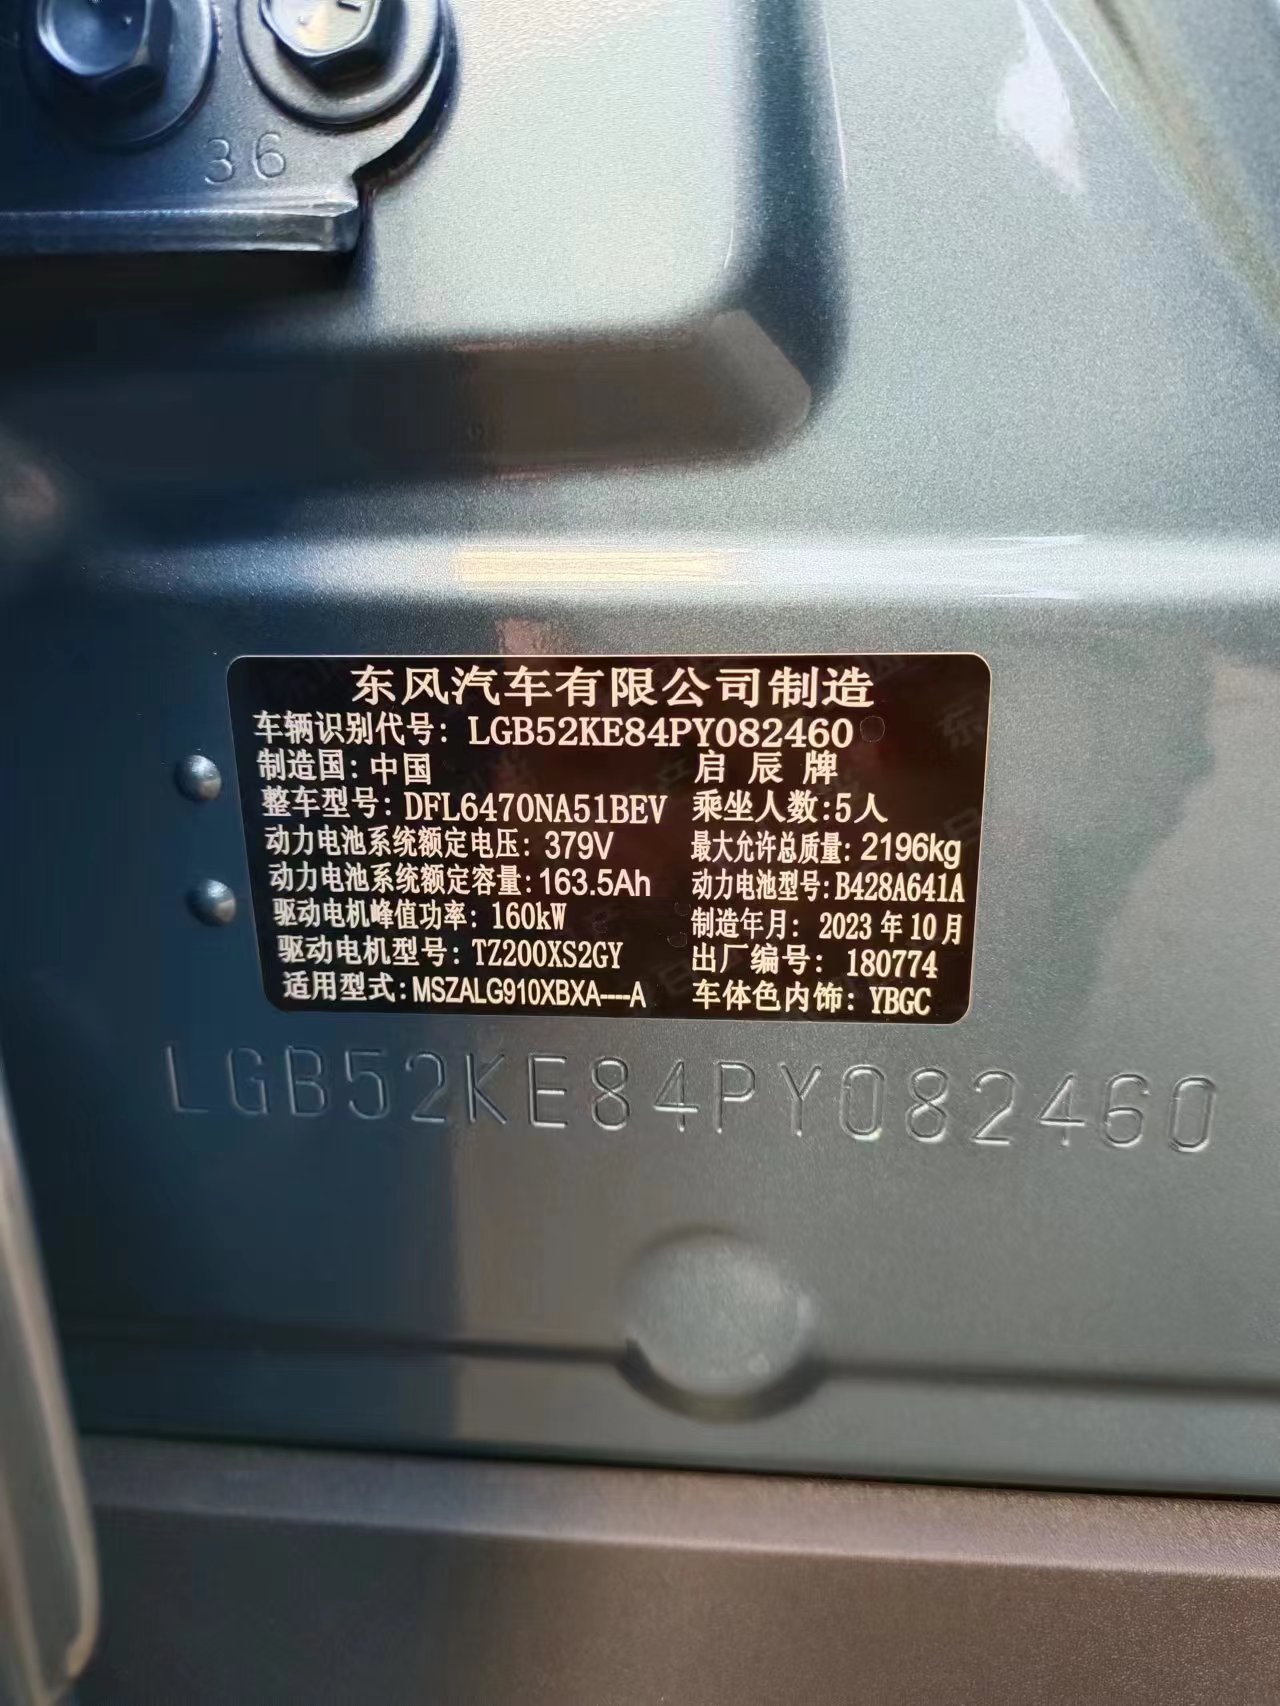 36
东风汽车有限公司制造
车辆识别代号: LGB52KE84PY082460
制造国: 中国 启辰牌
整车型号: DFL6470NA51BEV 乘坐人数:5人
动力电池系统额定电压: 379V 最大允许总质量: 2196kg
动力电池系统额定容量: 163.5Ah 动力电池型号: B428A641A
驱动电机峰值功率: 160kW 制造年月: 2023年10月
驱动电机型号: TZ200XS2GY 出厂编号: 180774
适用型式: MSZALG910XBXA----A 车体色内饰: YBGC
LGB52KE84PY082460